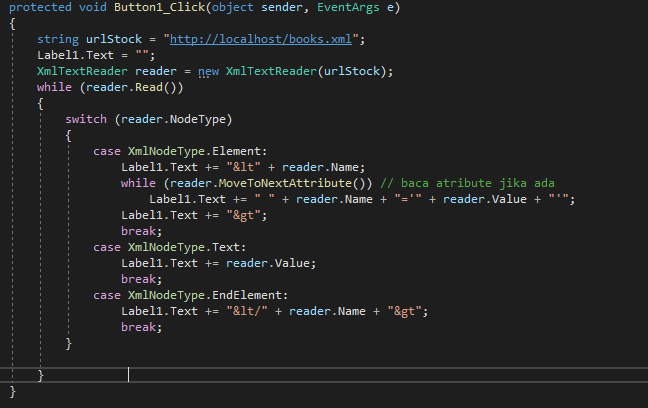 protected void Button1_Click(object sender, EventArgs e)
{
string urlStock = "http://localhost/books.xml";
Label1.Text = "";
XmlTextReader reader = new XmlTextReader(urlStock);
while (reader.Read())
{
switch (reader.NodeType)
{
case XmlNodeType.Element:
Label1.Text += "&lt" + reader.Name;
while (reader.MoveToNextAttribute()) // baca atribute jika ada
Label1.Text += " " + reader.Name + "='" + reader.Value + "'";
Label1.Text += "&gt";
break;
case XmlNodeType.Text:
Label1.Text += reader.Value;
break;
case XmlNodeType.EndElement:
Label1.Text += "&lt/" + reader.Name + "&gt";
break;
}
}
}